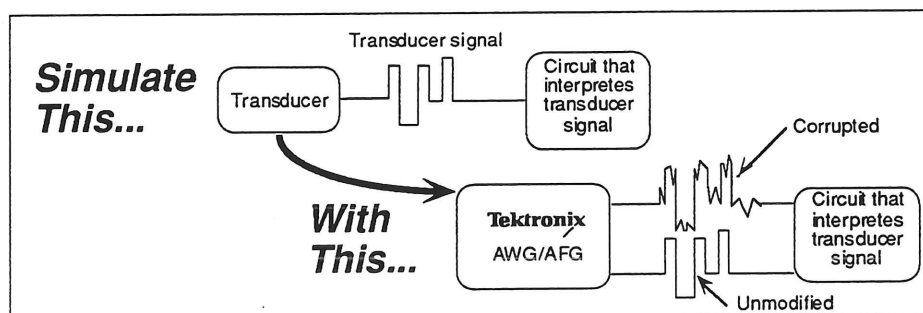 Simulate
This...
Transducer signal
Transducer
Circuit that
interpretes
transducer
signal
Corrupted
With
This...
Tektronix
AWG/AFG
Circuit that
interpretes
transducer
signal
Unmodified